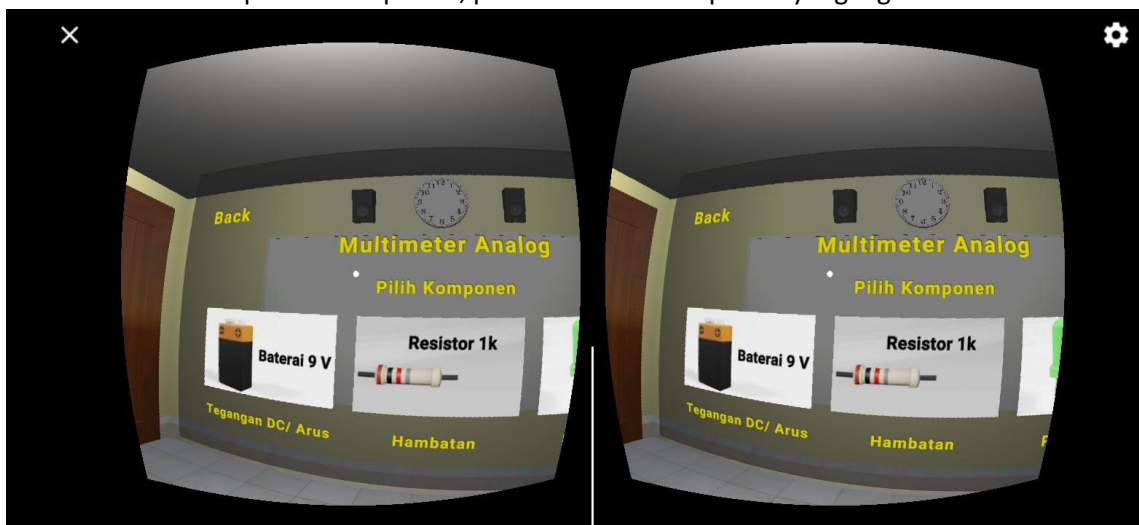 Back
Multimeter Analog
Pilih Komponen
Baterai 9 V
Resistor 1k
Tegangan DC/ Arus
Hambatan
Back
Multimeter Analog
Pilih Komponen
Baterai 9 V
Resistor 1k
Tegangan DC/ Arus
Hambatan